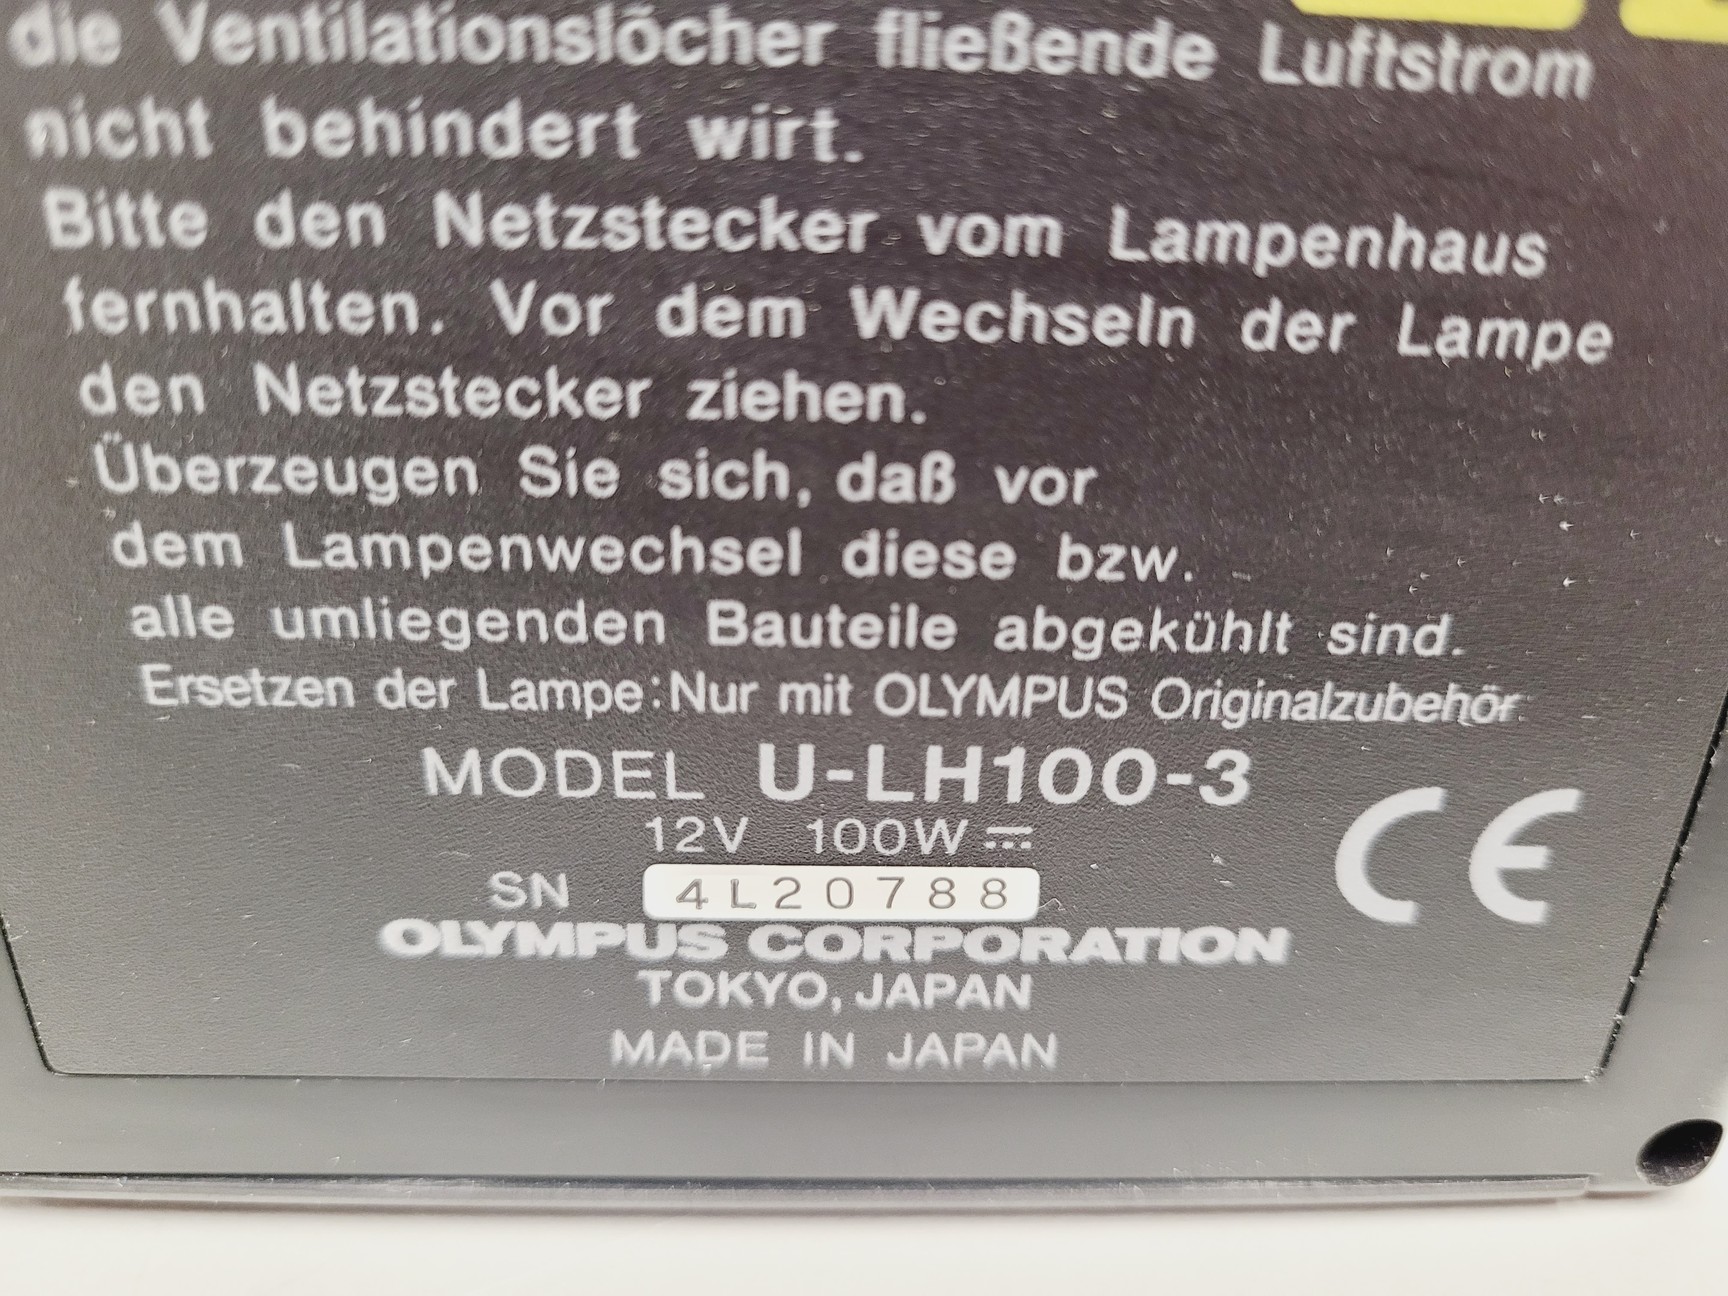 die Ventilationslöcher fließende Luftstrom
nicht behindert wirt.
Bitte den Netzstecker vom Lampenhaus
fernhalten. Vor dem Wechseln der Lampe
den Netzstecker ziehen.
Überzeugen Sie sich, daß vor
dem Lampenwechsel diese bzw.
alle umliegenden Bauteile abgekühlt sind.
Ersetzen der Lampe:Nur mit OLYMPUS Originalzubehör
MODEL U-LH100-3
12V 100W ⎓
SN 4L20788
CE
OLYMPUS CORPORATION
TOKYO, JAPAN
MADE IN JAPAN